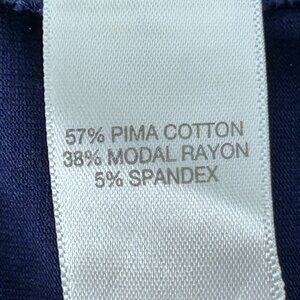 57% PIMA COTTON
38% MODAL RAYON
5% SPANDEX